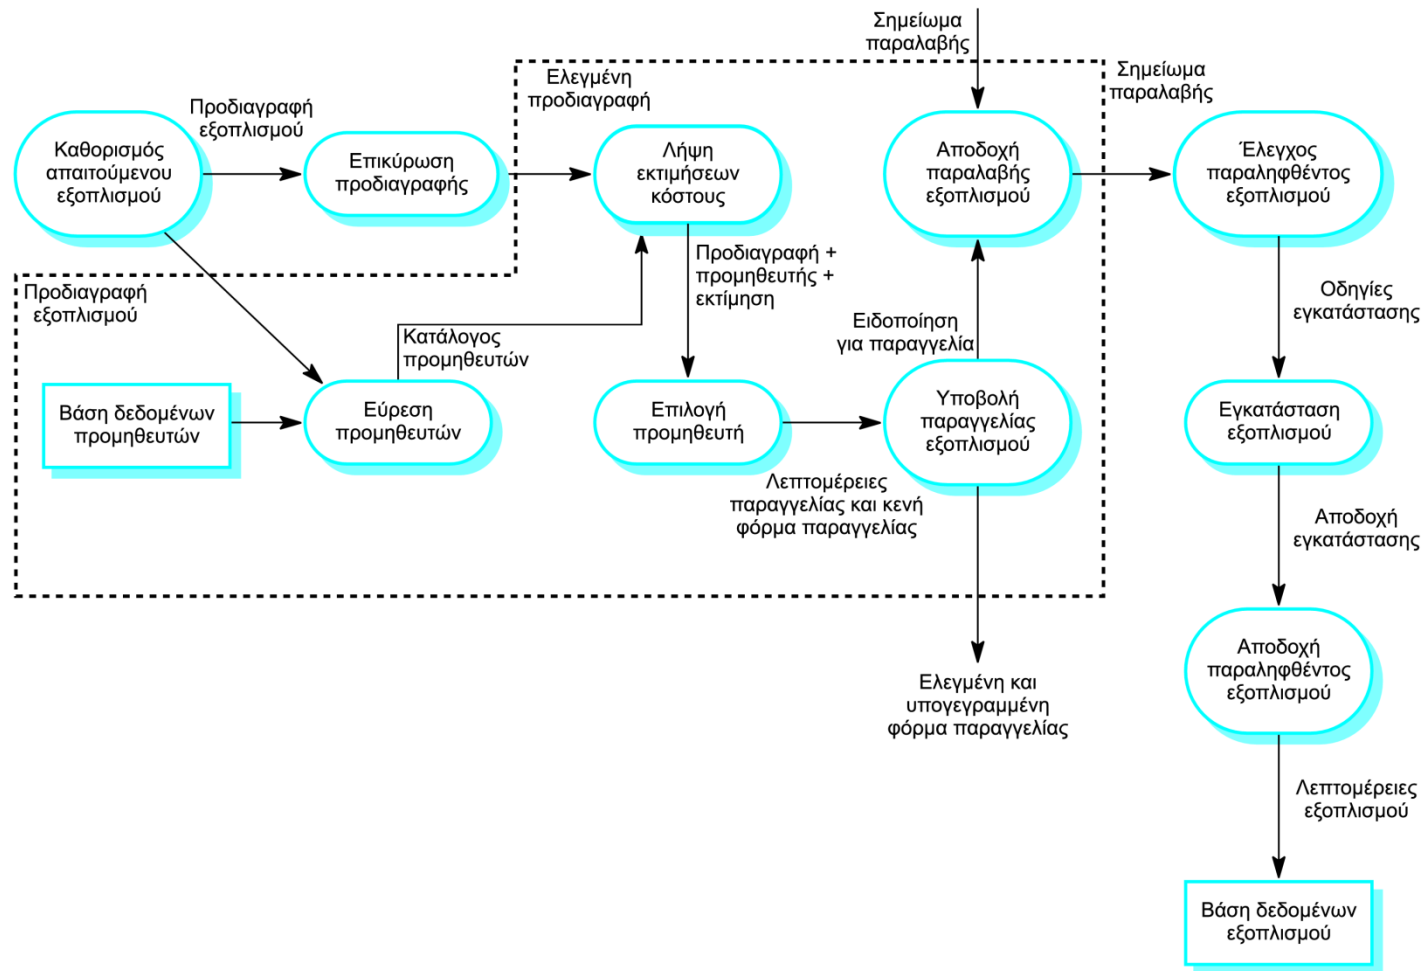 Σημείωμα
παραλαβής
Ελεγμένη
προδιαγραφή
Σημείωμα
παραλαβής
Προδιαγραφή
εξοπλισμού
Καθορισμός
απαιτούμενου
εξοπλισμού
Επικύρωση
προδιαγραφής
Λήψη
εκτιμήσεων
κόστους
Αποδοχή
παραλαβής
εξοπλισμού
Έλεγχος
παραληφθέντος
εξοπλισμού
Προδιαγραφή +
προμηθευτής +
εκτίμηση
Προδιαγραφή
εξοπλισμού
Οδηγίες
εγκατάστασης
Κατάλογος
προμηθευτών
Ειδοποίηση
για παραγγελία
Βάση δεδομένων
προμηθευτών
Εύρεση
προμηθευτών
Επιλογή
προμηθευτή
Υποβολή
παραγγελίας
εξοπλισμού
Εγκατάσταση
εξοπλισμού
Λεπτομέρειες
παραγγελίας και κενή
φόρμα παραγγελίας
Αποδοχή
εγκατάστασης
Αποδοχή
παραληφθέντος
εξοπλισμού
Ελεγμένη και
υπογεγραμμένη
φόρμα παραγγελίας
Λεπτομέρειες
εξοπλισμού
Βάση δεδομένων
εξοπλισμού